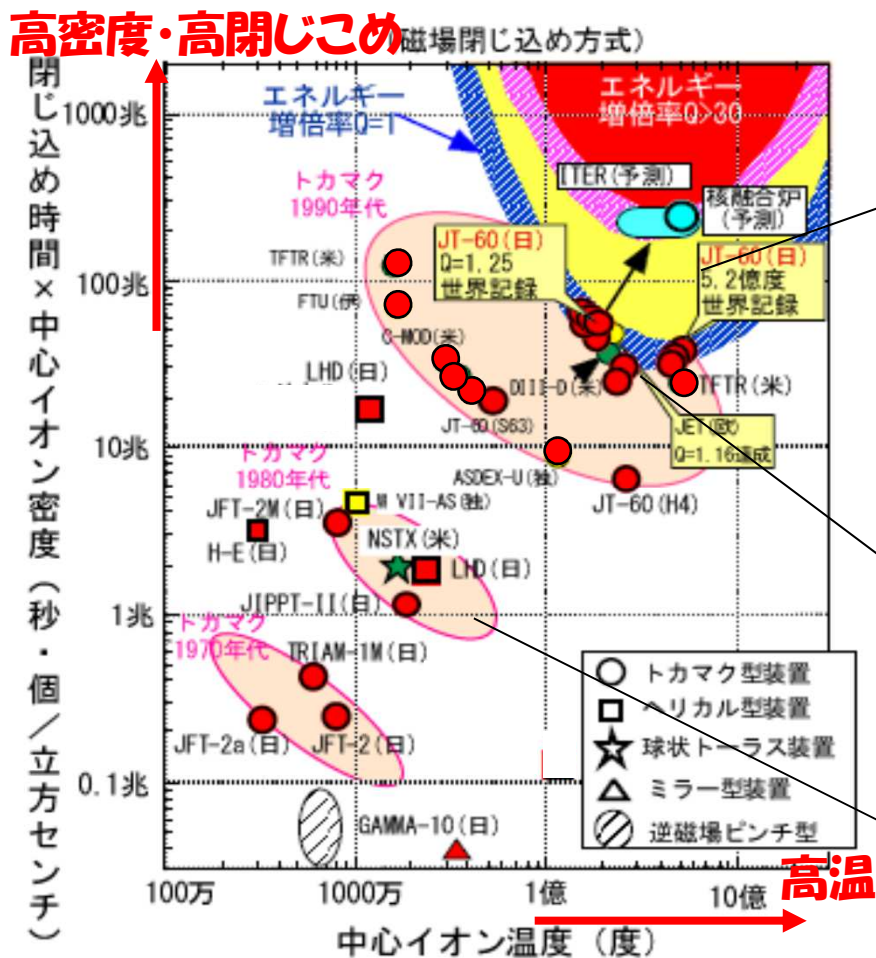 高密度・高閉じこめ
(磁場閉じ込め方式)
閉じ込め時間×中心イオン密度(秒・個/立方センチ)
1000兆
100兆
10兆
1兆
0.1兆
エネルギー
増倍率Q=1
エネルギー
増倍率Q>30
トカマク
1990年代
ITER(予測)
核融合炉
(予測)
TFTR(米)
JT-60(日)
Q=1.25
世界記録
JT-60(日)
5.2億度
世界記録
FTU(伊)
C-MOD(米)
LHD(日)
DIII-D(米)
TFTR(米)
JT-60(S63)
JET(欧)
Q=1.16達成
トカマク
1980年代
ASDEX-U(独)
JT-60(H4)
JFT-2M(日)
W VII-AS(独)
H-E(日)
NSTX(米)
LHD(日)
JIPPT-II(日)
トカマク
1970年代
TRIAM-1M(日)
JFT-2a(日)
JFT-2(日)
GAMMA-10(日)
トカマク型装置
ヘリカル型装置
球状トーラス装置
ミラー型装置
逆磁場ピンチ型
高温
100万
1000万
1億
10億
中心イオン温度(度)